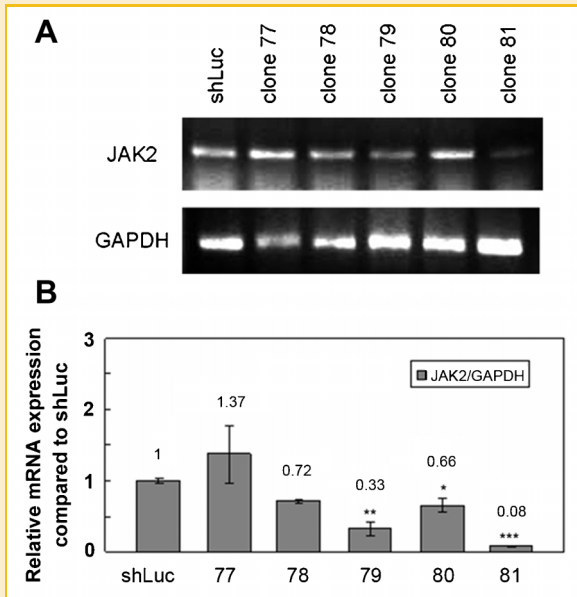 A
shLuc
clone 77
clone 78
clone 79
clone 80
clone 81
JAK2
GAPDH
B
Relative mRNA expression
compared to shLuc
3
2
1
0
JAK2/GAPDH
1
1.37
0.72
0.33
0.66
0.08
**
*
***
shLuc 77 78 79 80 81